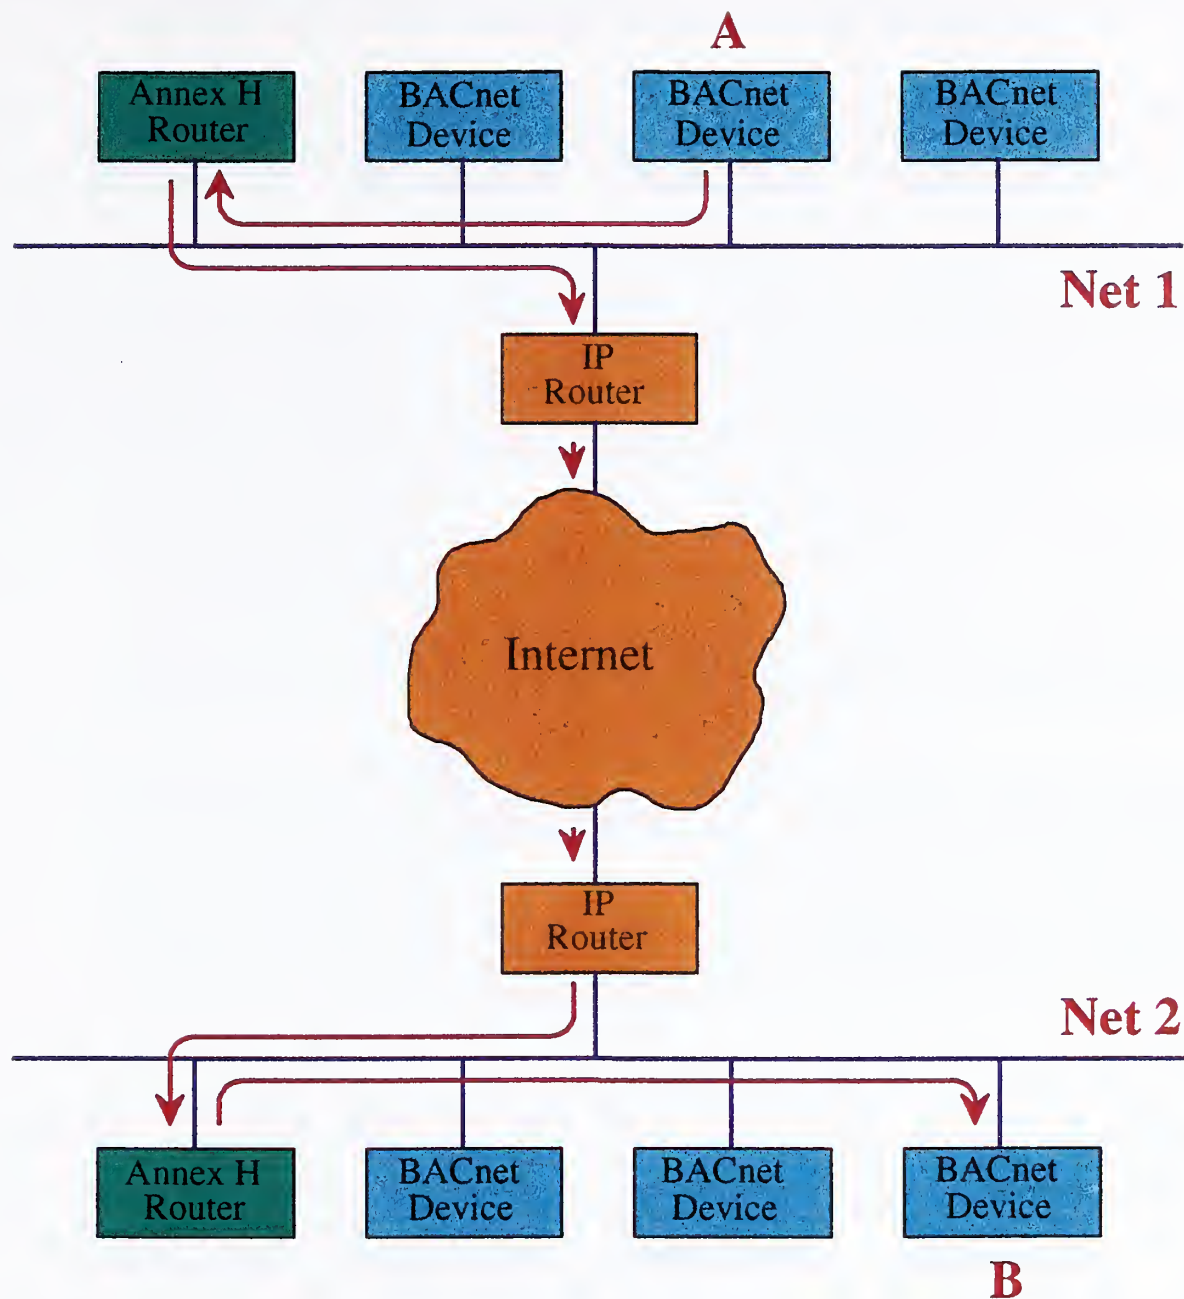 A
Annex H
Router
BACnet
Device
BACnet
Device
BACnet
Device
Net 1
IP
Router
Internet
IP
Router
Net 2
Annex H
Router
BACnet
Device
BACnet
Device
BACnet
Device
B